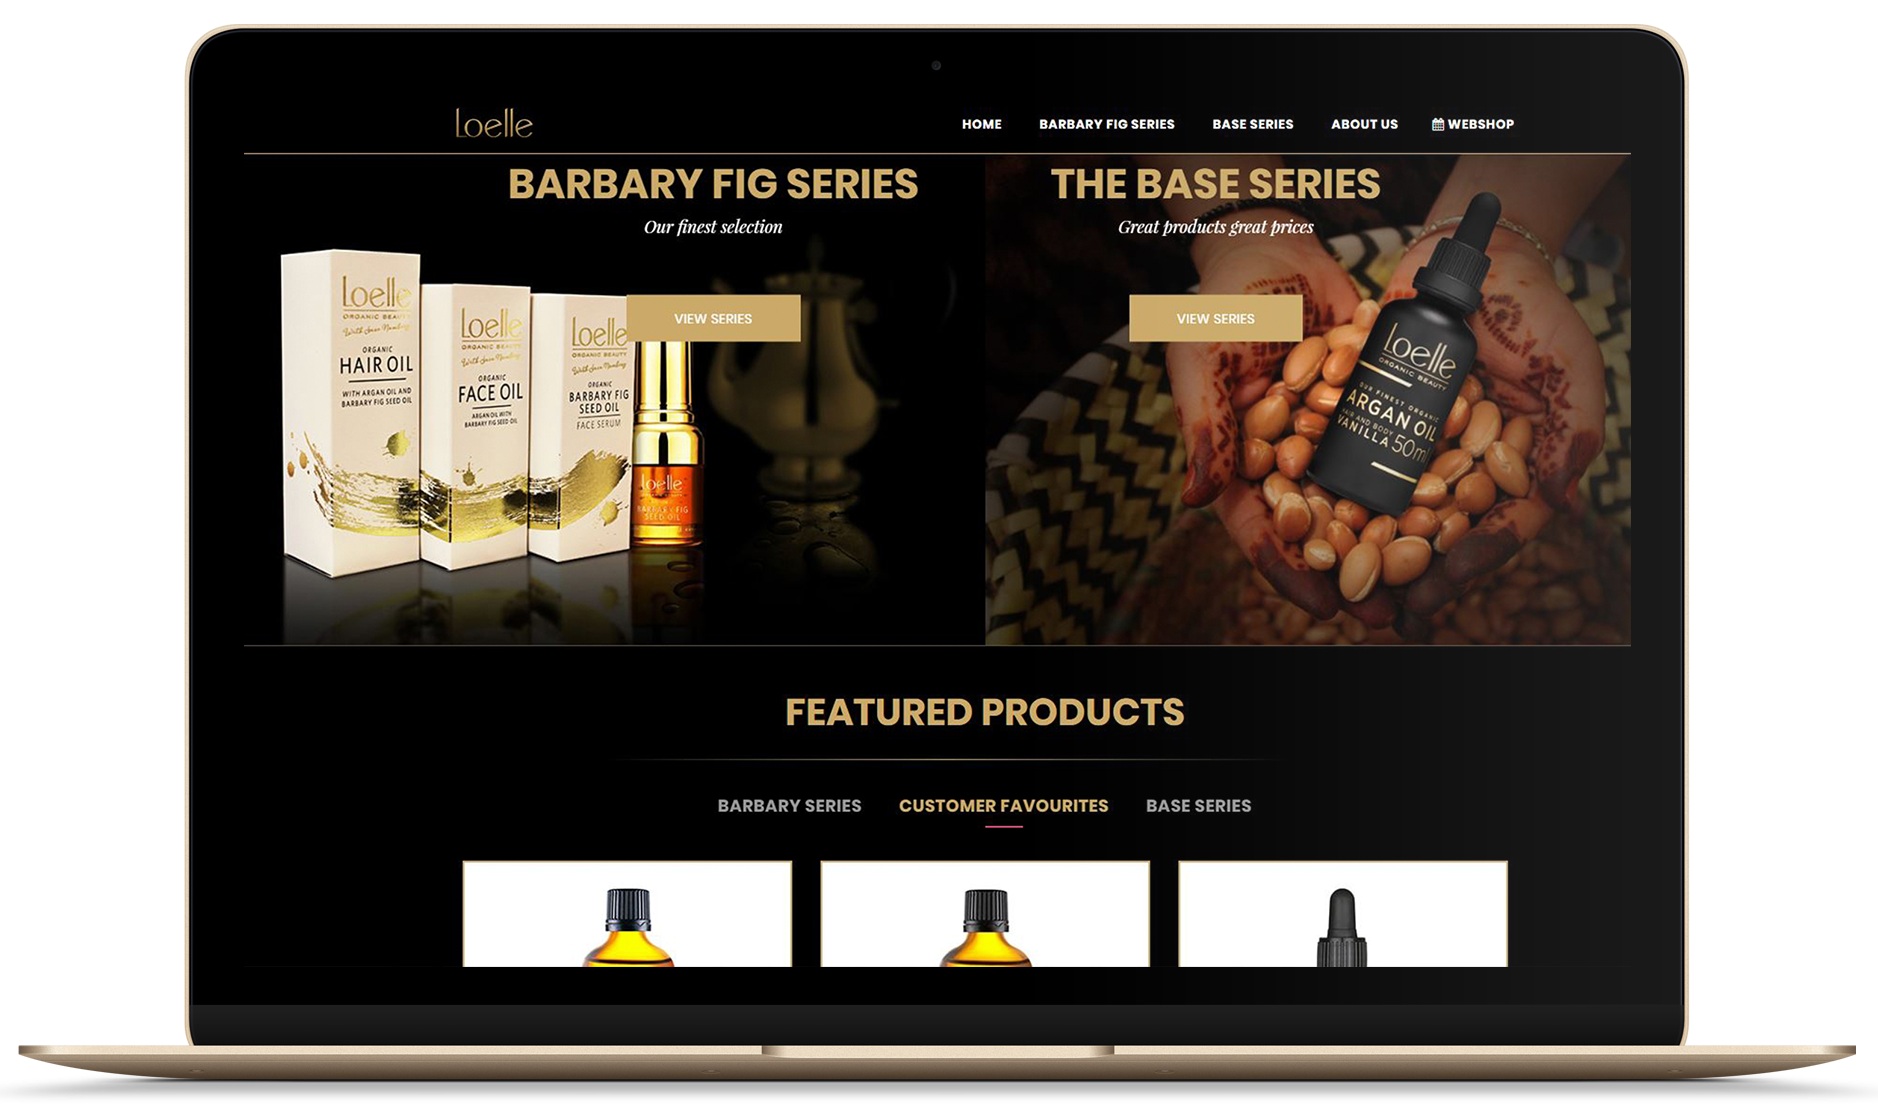 Loelle
HOME
BARBARY FIG SERIES
BASE SERIES
ABOUT US
WEBSHOP
BARBARY FIG SERIES
Our finest selection
VIEW SERIES
Loelle
ORGANIC BEAUTY
ORGANIC
HAIR OIL
WITH ARGAN OIL AND
BARBARY FIG SEED OIL
Loelle
ORGANIC BEAUTY
ORGANIC
FACE OIL
ARGAN OIL WITH
BARBARY FIG SEED OIL
Loelle
ORGANIC BEAUTY
ORGANIC
BARBARY FIG
SEED OIL
FACE SERUM
Loelle
BARBARY FIG
SEED OIL
THE BASE SERIES
Great products great prices
VIEW SERIES
Loelle
ORGANIC BEAUTY
OUR FINEST ORGANIC
ARGAN OIL
HAIR AND BODY
VANILLA 50ml
FEATURED PRODUCTS
BARBARY SERIES
CUSTOMER FAVOURITES
BASE SERIES